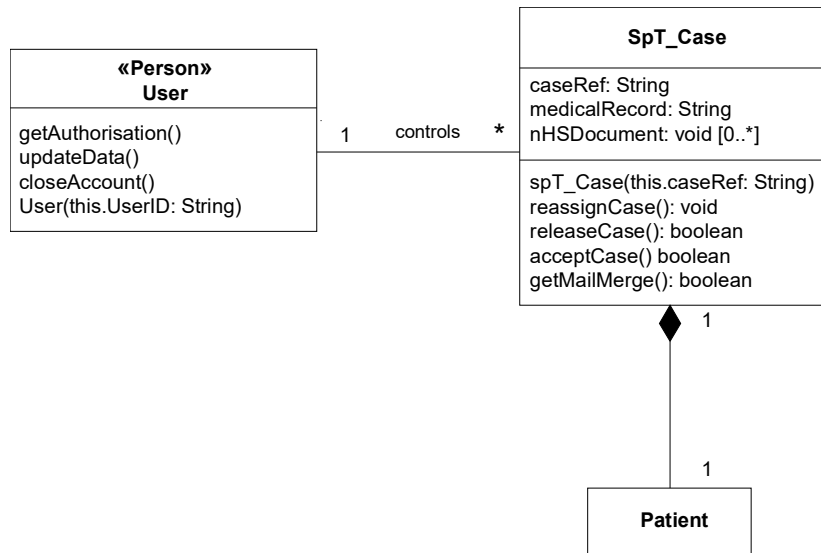 «Person»
User
getAuthorisation()
updateData()
closeAccount()
User(this.UserID: String)
1
controls
*
SpT_Case
caseRef: String
medicalRecord: String
nHSDocument: void [0..*]
spT_Case(this.caseRef: String)
reassignCase(): void
releaseCase(): boolean
acceptCase() boolean
getMailMerge(): boolean
1
1
Patient